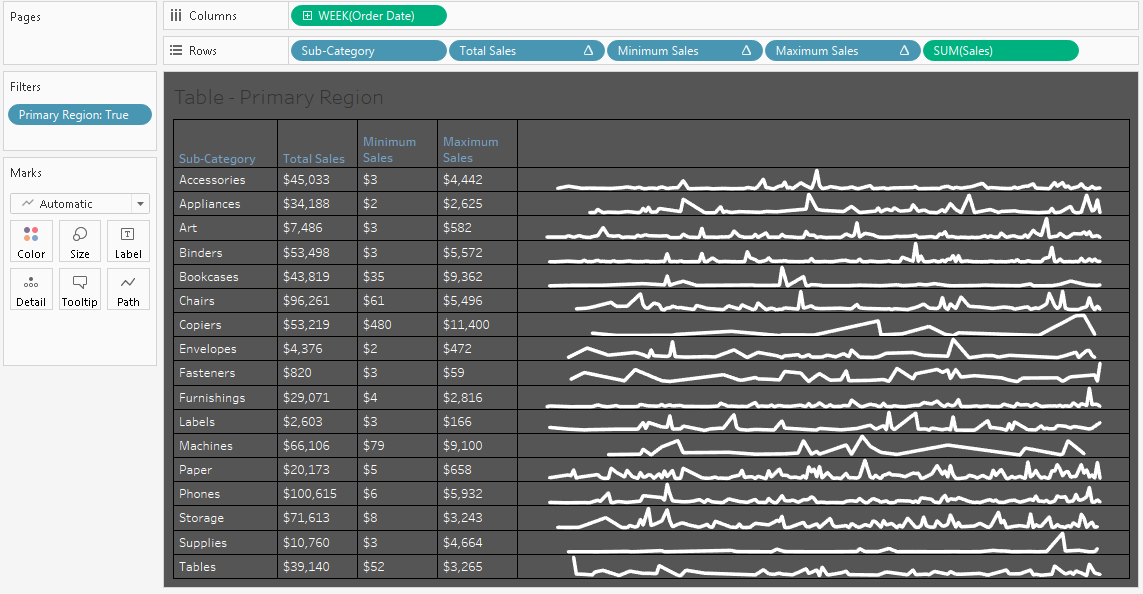 Pages
Columns
WEEK(Order Date)
Rows
Sub-Category
Total Sales
Minimum Sales
Maximum Sales
SUM(Sales)
Filters
Primary Region: True
Marks
Automatic
Color Size Label
Detail Tooltip Path
Table - Primary Region
Sub-Category Total Sales Minimum Sales Maximum Sales
Accessories $45,033 $3 $4,442
Appliances $34,188 $2 $2,625
Art $7,486 $3 $582
Binders $53,498 $3 $5,572
Bookcases $43,819 $35 $9,362
Chairs $96,261 $61 $5,496
Copiers $53,219 $480 $11,400
Envelopes $4,376 $2 $472
Fasteners $820 $3 $59
Furnishings $29,071 $4 $2,816
Labels $2,603 $3 $166
Machines $66,106 $79 $9,100
Paper $20,173 $5 $658
Phones $100,615 $6 $5,932
Storage $71,613 $8 $3,243
Supplies $10,760 $3 $4,664
Tables $39,140 $52 $3,265